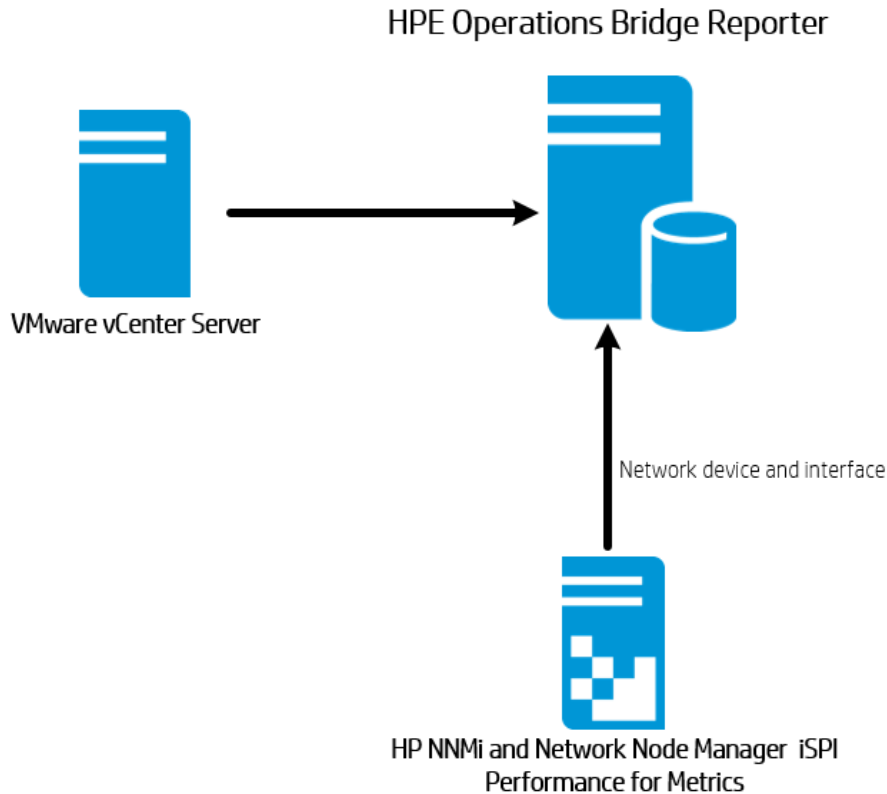 HPE Operations Bridge Reporter
VMware vCenter Server
Network device and interface
HP NNMi and Network Node Manager iSPI
Performance for Metrics